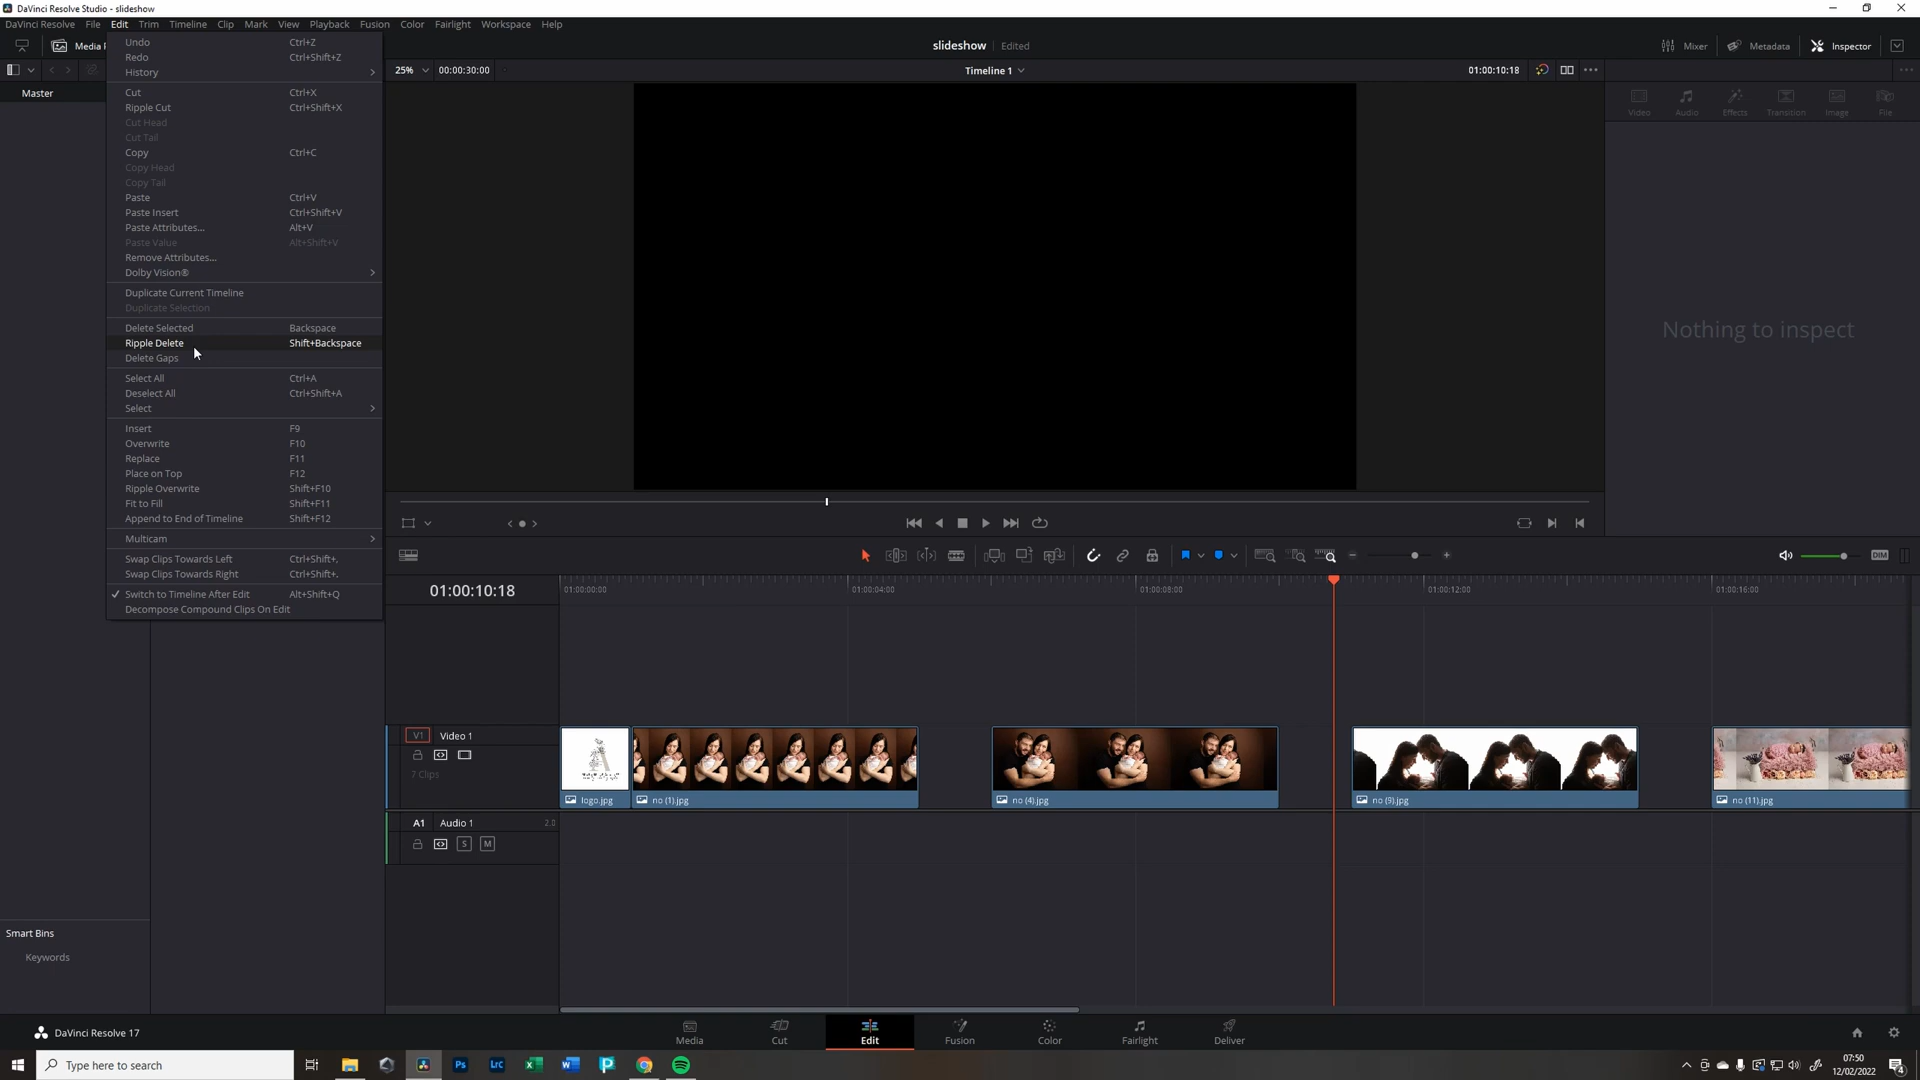 DaVinci Resolve Studio - slideshow
DaVinci Resolve File Edit Trim Timeline Clip Mark View Playback Fusion Color Fairlight Workspace Help
Media P
slideshow Edited
Mixer Metadata Inspector
25% 00:00:30:00 Timeline 1 01:00:10:18
Master
Undo Ctrl+Z
Redo Ctrl+Shift+Z
History
Cut Ctrl+X
Ripple Cut Ctrl+Shift+X
Cut Head
Cut Tail
Copy Ctrl+C
Copy Head
Copy Tail
Paste Ctrl+V
Paste Insert Ctrl+Shift+V
Paste Attributes... Alt+V
Paste Value Alt+Shift+V
Remove Attributes...
Dolby Vision®
Duplicate Current Timeline
Duplicate Selection
Delete Selected Backspace
Ripple Delete Shift+Backspace
Delete Gaps
Select All Ctrl+A
Deselect All Ctrl+Shift+A
Select
Insert F9
Overwrite F10
Replace F11
Place on Top F12
Ripple Overwrite Shift+F10
Fit to Fill Shift+F11
Append to End of Timeline Shift+F12
Multicam
Swap Clips Towards Left Ctrl+Shift+,
Swap Clips Towards Right Ctrl+Shift+.
Switch to Timeline After Edit Alt+Shift+Q
Decompose Compound Clips On Edit
Video Audio Effects Transition Image File
Nothing to inspect
DIM
01:00:10:18
01:00:00:00 01:00:04:00 01:00:08:00 01:00:12:00 01:00:16:00
V1 Video 1
7 Clips
logo.jpg no (1).jpg no (4).jpg no (9).jpg no (11).jpg
A1 Audio 1 2.0
S M
Smart Bins
Keywords
DaVinci Resolve 17
Media Cut Edit Fusion Color Fairlight Deliver
Type here to search
Ps Lrc
07:50
12/02/2022
4